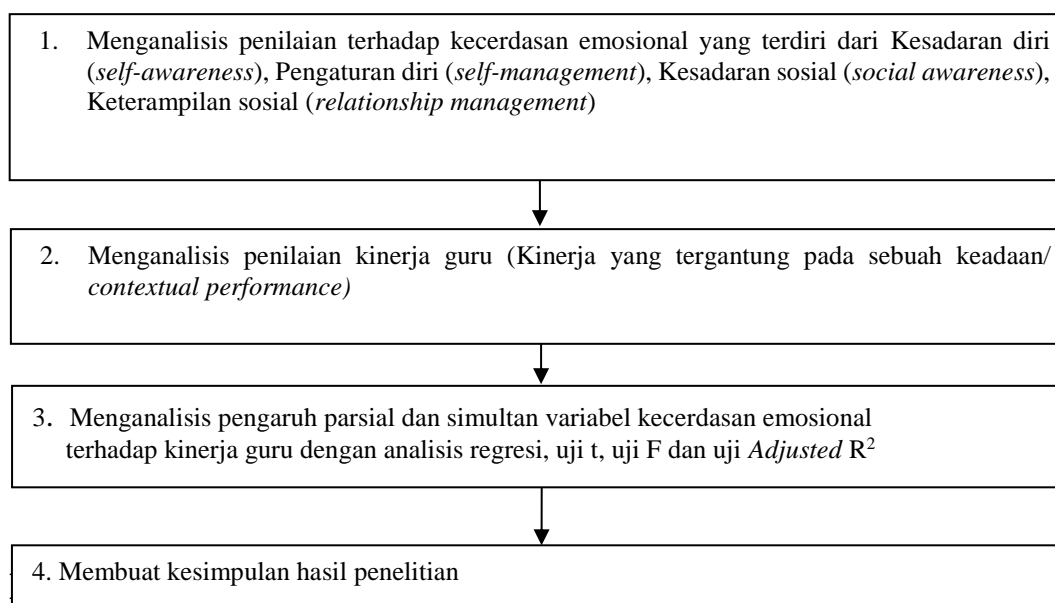 1. Menganalisis penilaian terhadap kecerdasan emosional yang terdiri dari Kesadaran diri
(self-awareness), Pengaturan diri (self-management), Kesadaran sosial (social awareness),
Keterampilan sosial (relationship management)
2. Menganalisis penilaian kinerja guru (Kinerja yang tergantung pada sebuah keadaan/
contextual performance)
3. Menganalisis pengaruh parsial dan simultan variabel kecerdasan emosional
terhadap kinerja guru dengan analisis regresi, uji t, uji F dan uji Adjusted R²
4. Membuat kesimpulan hasil penelitian